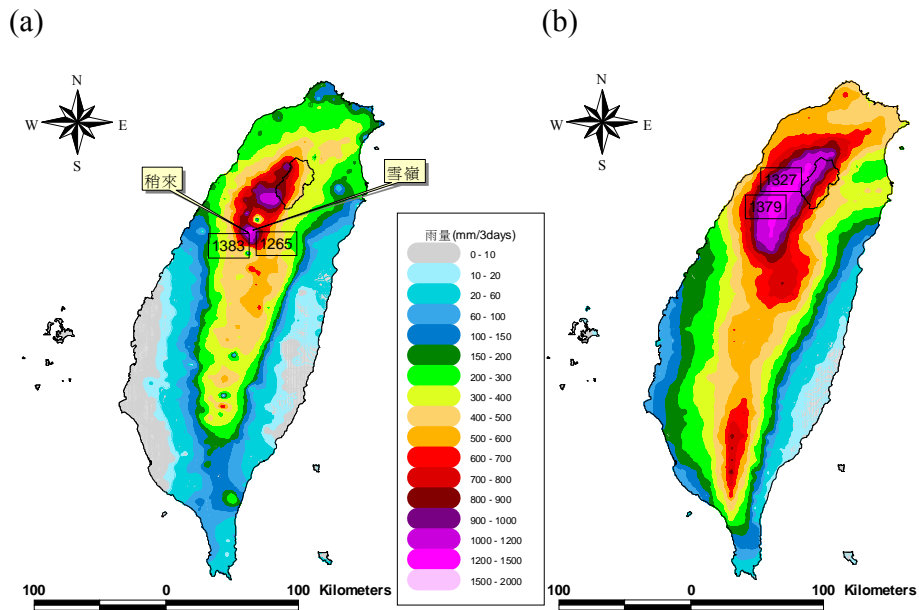 (a)
(b)
N
W E
S
N
W E
S
稍來
雪嶺
1383
1265
1327
1379
雨量(mm/3days)
0 - 10
10 - 20
20 - 60
60 - 100
100 - 150
150 - 200
200 - 300
300 - 400
400 - 500
500 - 600
600 - 700
700 - 800
800 - 900
900 - 1000
1000 - 1200
1200 - 1500
1500 - 2000
100 0 100 Kilometers
100 0 100 Kilometers